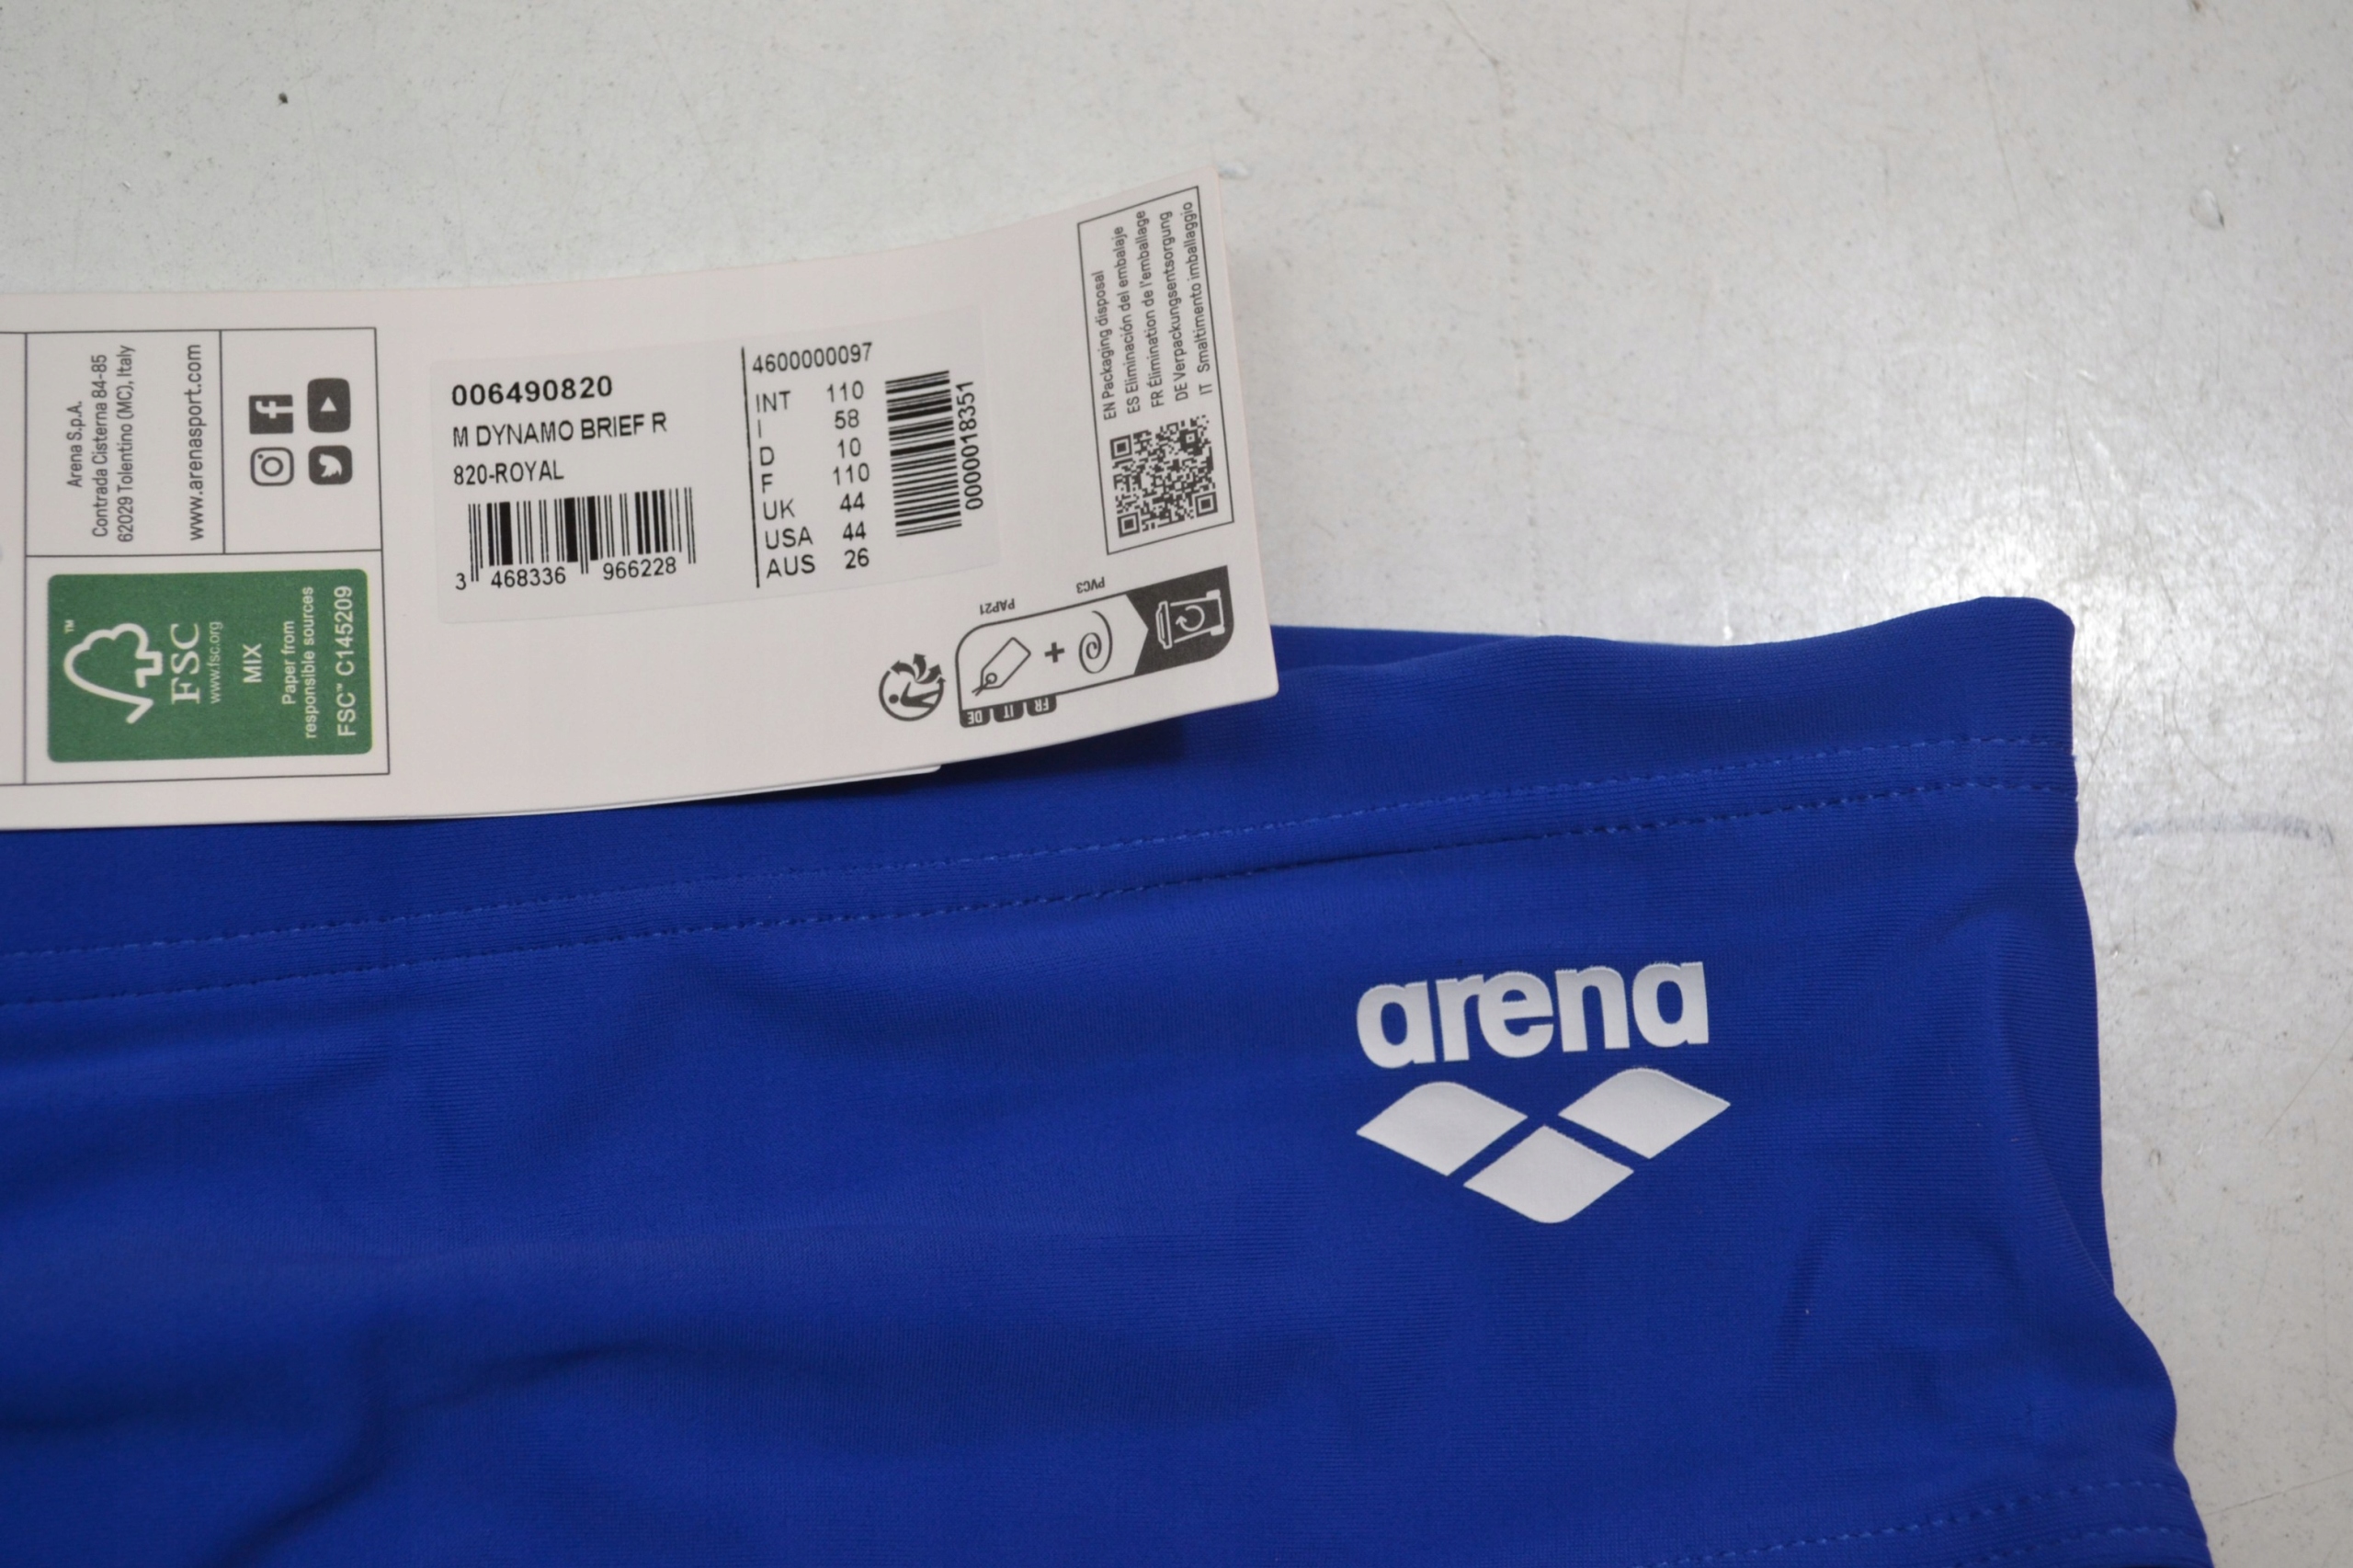 Arena S.p.A.
Contrada Cisterna 84-85
62029 Tolentino (MC), Italy
www.arenasport.com
FSC
™
www.fsc.org
MIX
Paper from
responsible sources
FSC™ C145209
006490820
M DYNAMO BRIEF R
820-ROYAL
3 468336 966228
4600000097
INT 110
I 58
D 10
F 110
UK 44
USA 44
AUS 26
0000018351
EN Packaging disposal
ES Eliminación del embalaje
FR Élimination de l'emballage
DE Verpackungsentsorgung
IT Smaltimento imballaggio
PAP21
PVC3
+
FR
IT
DE
arena